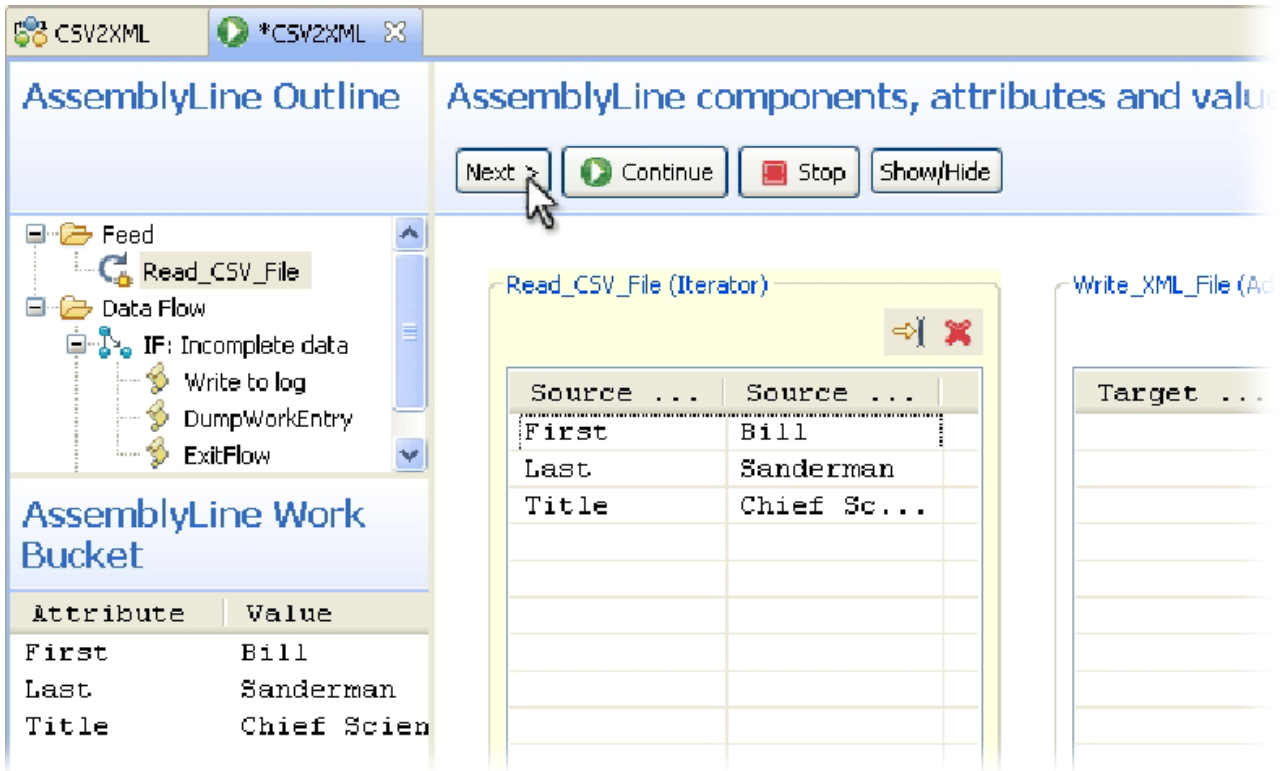 CSV2XML
*CSV2XML
AssemblyLine Outline
AssemblyLine components, attributes and value
Next >
Continue
Stop
Show/Hide
Feed
Read_CSV_File
Data Flow
IF: Incomplete data
Write to log
DumpWorkEntry
ExitFlow
AssemblyLine Work
Bucket
Attribute Value
First Bill
Last Sanderman
Title Chief Scien
Read_CSV_File (Iterator)
Source ... Source ...
First Bill
Last Sanderman
Title Chief Sc...
Write_XML_File (Ad
Target ...